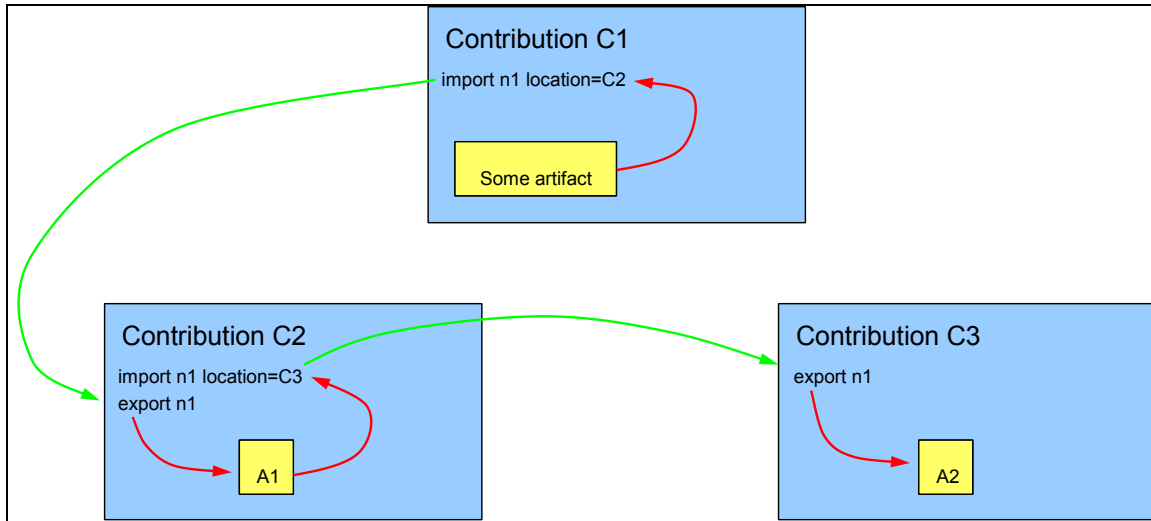 Contribution C1
import n1 location=C2
Some artifact
Contribution C2
import n1 location=C3
export n1
A1
Contribution C3
export n1
A2